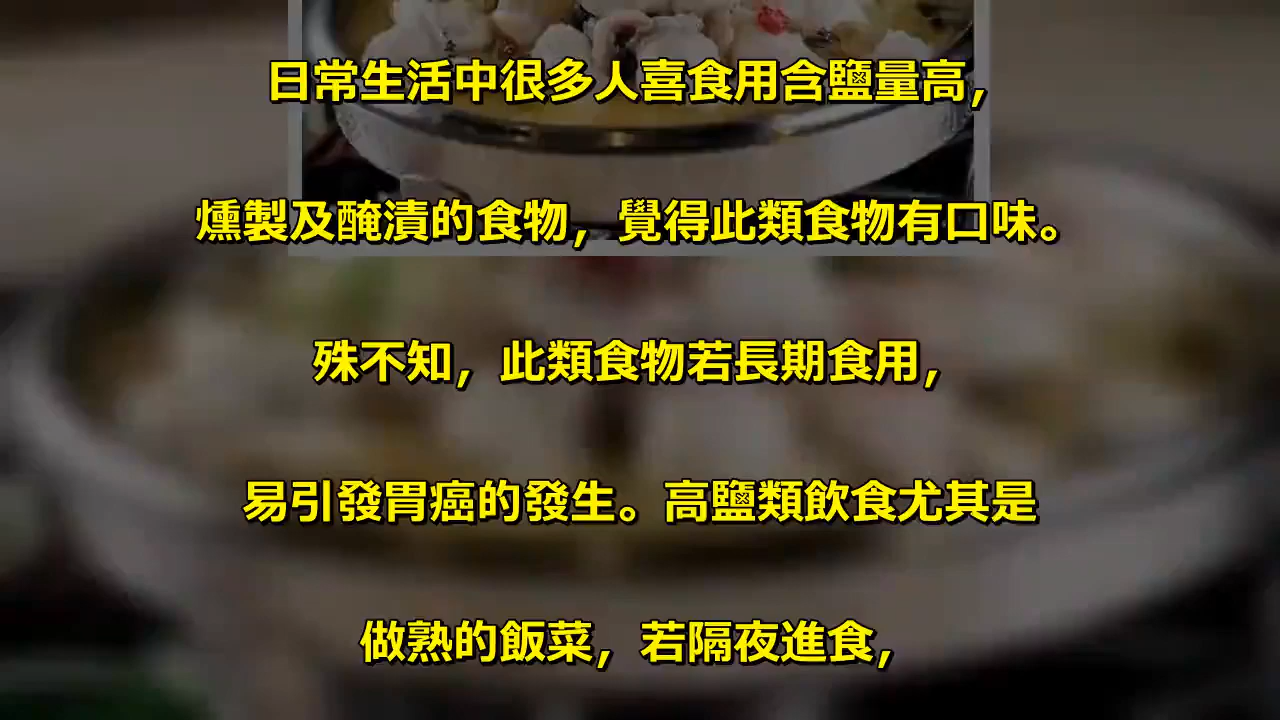 日常生活中很多人喜食用含鹽量高，
燻製及醃漬的食物，覺得此類食物有口味。
殊不知，此類食物若長期食用，
易引發胃癌的發生。高鹽類飲食尤其是
做熟的飯菜，若隔夜進食，